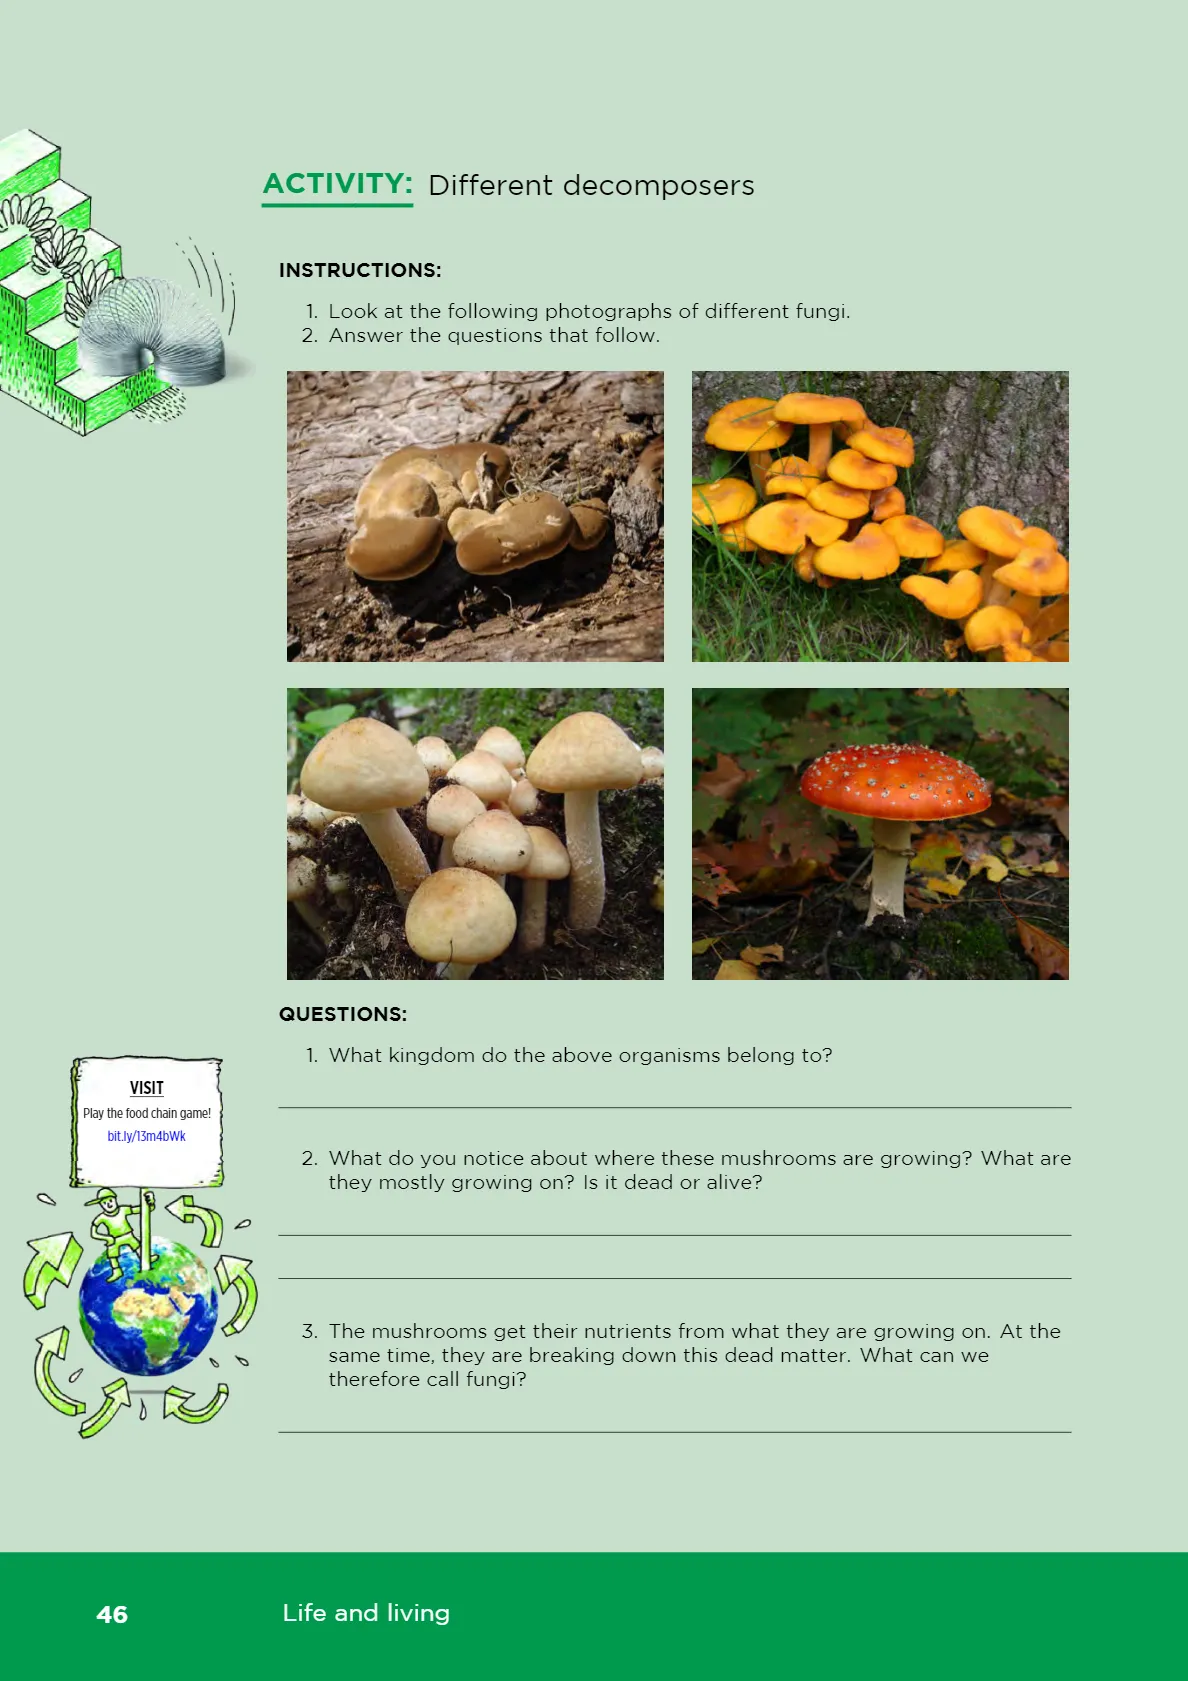 ACTIVITY: Different decomposers
INSTRUCTIONS:
1. Look at the following photographs of different fungi.
2. Answer the questions that follow.
QUESTIONS:
1. What kingdom do the above organisms belong to?
VISIT
Play the food chain game!
bit.ly/13m4bWk
2. What do you notice about where these mushrooms are growing? What are
they mostly growing on? Is it dead or alive?
3. The mushrooms get their nutrients from what they are growing on. At the
same time, they are breaking down this dead matter. What can we
therefore call fungi?
46 Life and living